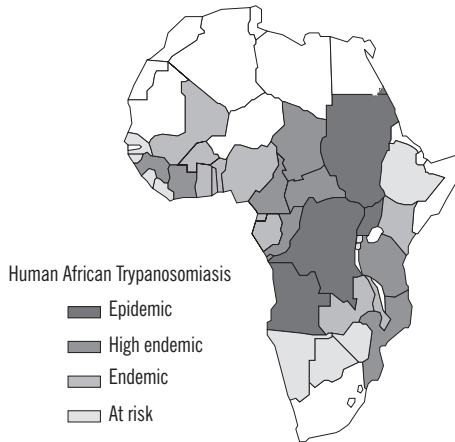 Human African Trypanosomiasis
Epidemic
High endemic
Endemic
At risk